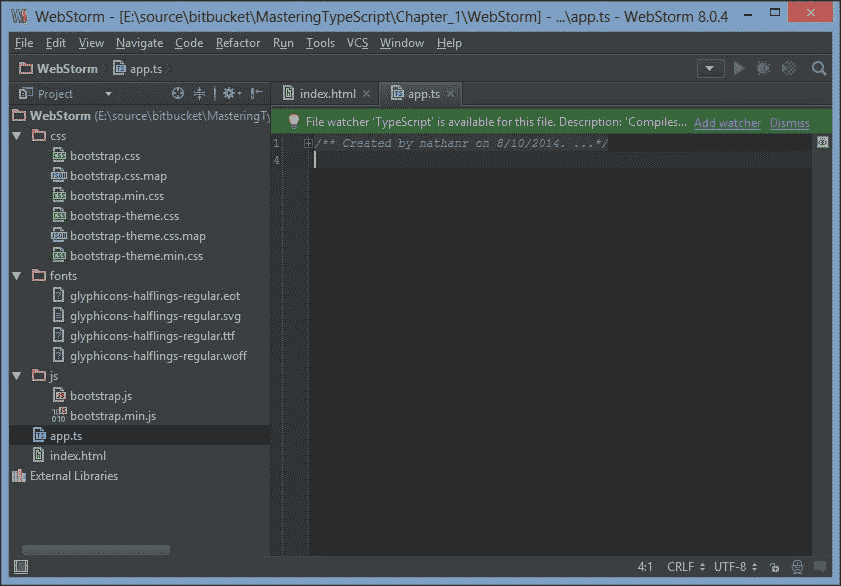 WebStorm - [E:\source\bitbucket\MasteringTypeScript\Chapter_1\WebStorm] - ...\app.ts - WebStorm 8.0.4
File Edit View Navigate Code Refactor Run Tools VCS Window Help
WebStorm app.ts
Project
index.html app.ts
WebStorm (E:\source\bitbucket\MasteringTy
File watcher 'TypeScript' is available for this file. Description: 'Compiles... Add watcher Dismiss
1 /** Created by nathanr on 8/10/2014. ...*/
4
css
bootstrap.css
bootstrap.css.map
bootstrap.min.css
bootstrap-theme.css
bootstrap-theme.css.map
bootstrap-theme.min.css
fonts
glyphicons-halflings-regular.eot
glyphicons-halflings-regular.svg
glyphicons-halflings-regular.ttf
glyphicons-halflings-regular.woff
js
bootstrap.js
bootstrap.min.js
app.ts
index.html
External Libraries
4:1 CRLF UTF-8